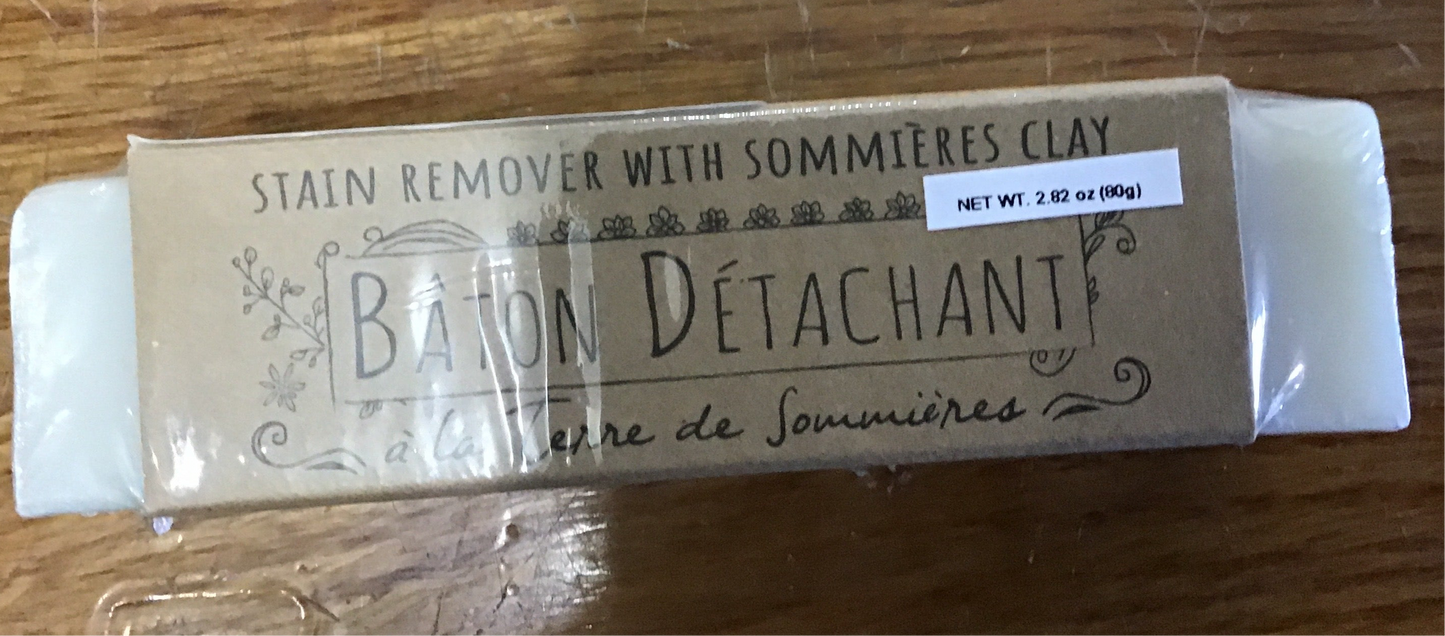 STAIN REMOVER WITH SOMMIÈRES CLAY
NET WT. 2.82 oz (80g)
BÂTON DÉTACHANT
à la Terre de Sommières